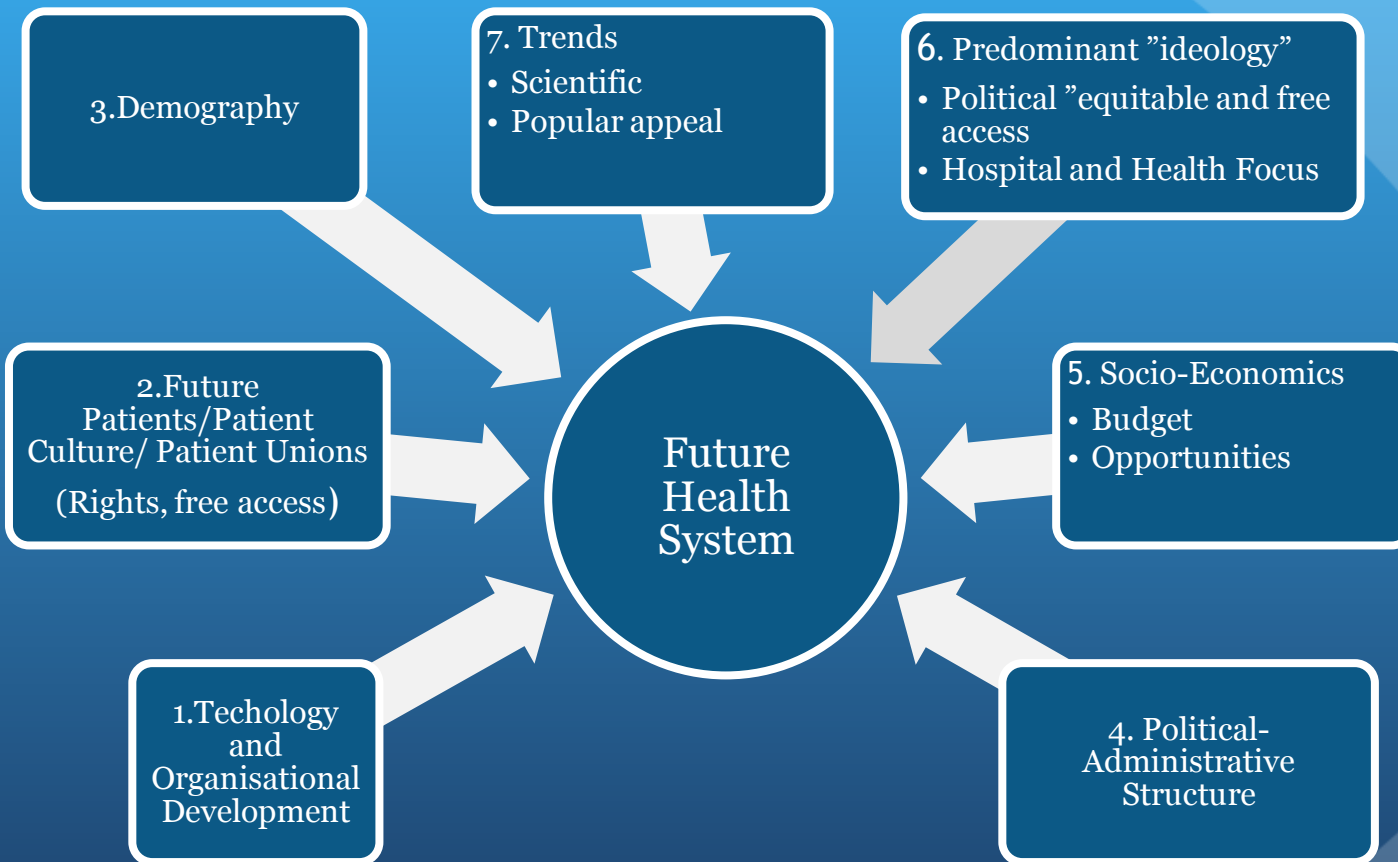 3.Demography
7. Trends
• Scientific
• Popular appeal
6. Predominant ”ideology”
• Political ”equitable and free
access
• Hospital and Health Focus
2.Future
Patients/Patient
Culture/ Patient Unions
(Rights, free access)
Future
Health
System
5. Socio-Economics
• Budget
• Opportunities
1.Techology
and
Organisational
Development
4. Political-
Administrative
Structure